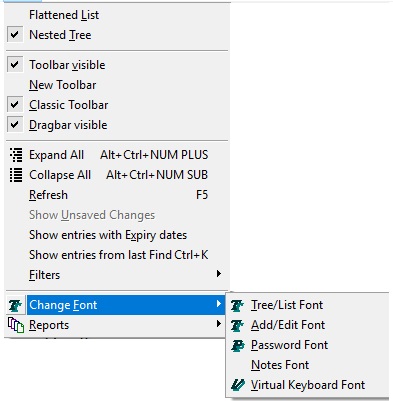 Flattened List
Nested Tree
Toolbar visible
New Toolbar
Classic Toolbar
Dragbar visible
Expand All Alt+Ctrl+NUM PLUS
Collapse All Alt+Ctrl+NUM SUB
Refresh F5
Show Unsaved Changes
Show entries with Expiry dates
Show entries from last Find Ctrl+K
Filters
Change Font
Reports
Tree/List Font
Add/Edit Font
Password Font
Notes Font
Virtual Keyboard Font